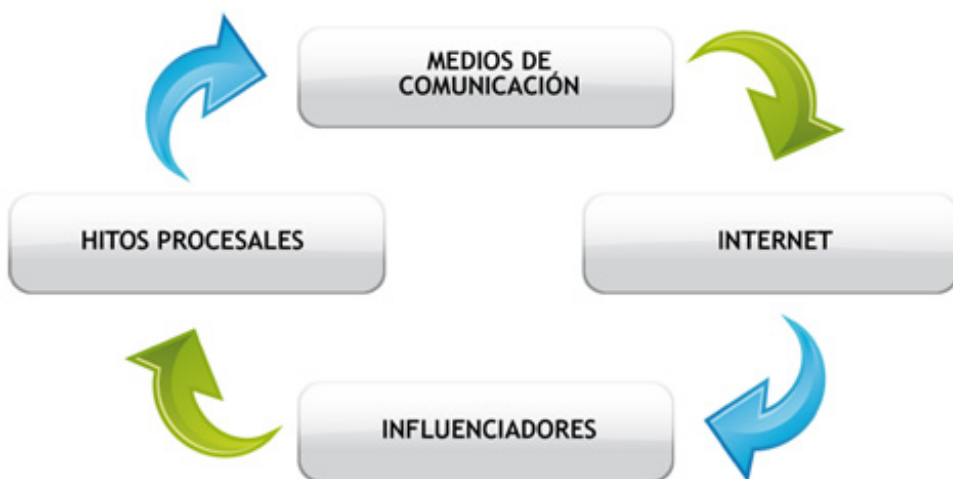 MEDIOS DE
COMUNICACIÓN
HITOS PROCESALES
INTERNET
INFLUENCIADORES